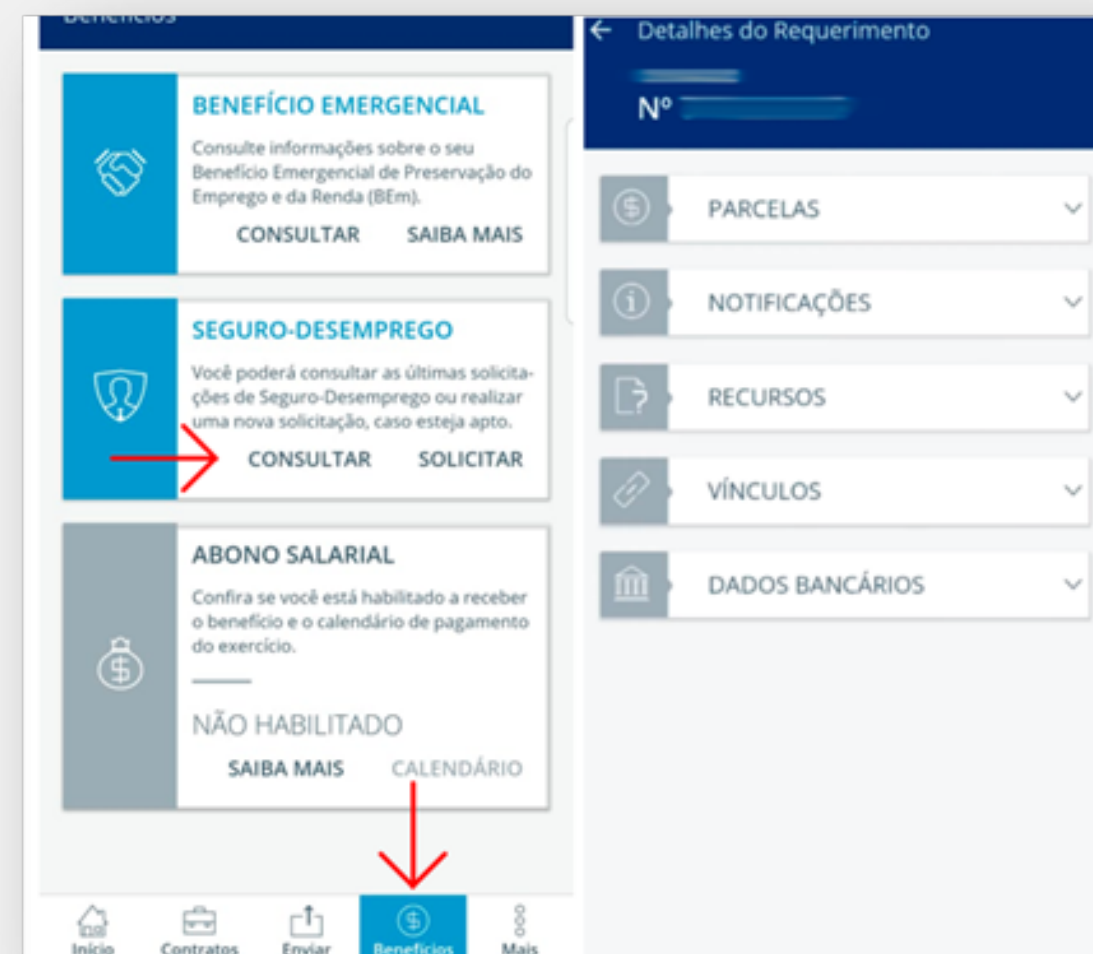 Benefícios
BENEFÍCIO EMERGENCIAL
Consulte informações sobre o seu
Benefício Emergencial de Preservação do
Emprego e da Renda (BEm).
CONSULTAR SAIBA MAIS
SEGURO-DESEMPREGO
Você poderá consultar as últimas solicita-
ções de Seguro-Desemprego ou realizar
uma nova solicitação, caso esteja apto.
CONSULTAR SOLICITAR
ABONO SALARIAL
Confira se você está habilitado a receber
o benefício e o calendário de pagamento
do exercício.
NÃO HABILITADO
SAIBA MAIS CALENDÁRIO
Início Contratos Enviar Benefícios Mais
Detalhes do Requerimento
Nº
PARCELAS
NOTIFICAÇÕES
RECURSOS
VÍNCULOS
DADOS BANCÁRIOS